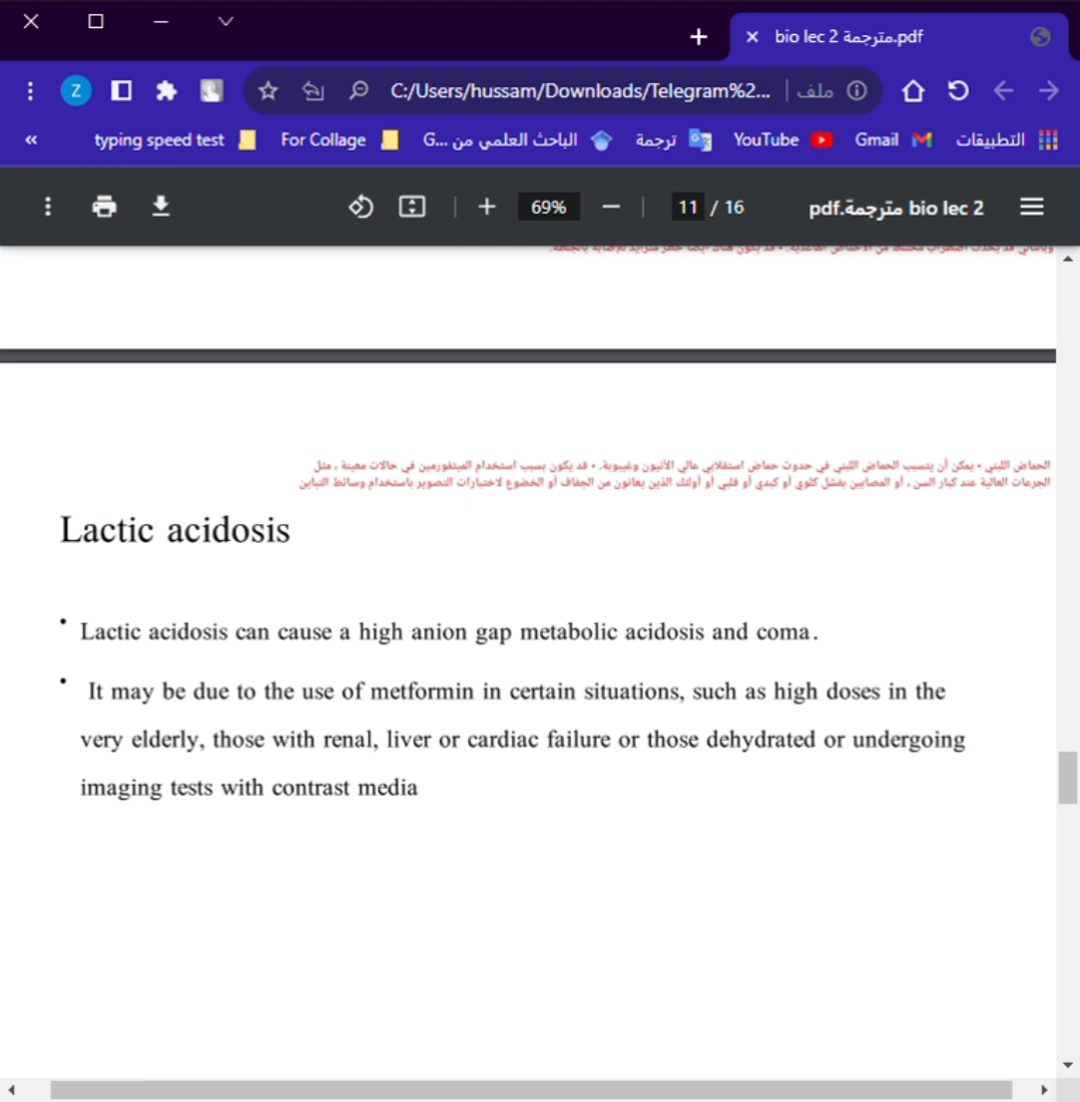 bio lec 2 مترجمة.pdf
Z
C:/Users/hussam/Downloads/Telegram%2... | ملف
typing speed test
For Collage
الباحث العلمي من G...
ترجمة
YouTube
Gmail
التطبيقات
69%
11 / 16
bio lec 2 مترجمة.pdf
الحماض اللبني • يمكن أن يتسبب الحماض اللبني في حدوث حماض استقلابي عالي الأنيون وغيبوبة. • قد يكون بسبب استخدام الميتفورمين في حالات معينة ، مثل
الجرعات العالية عند كبار السن ، أو المصابين بفشل كلوي أو كبدي أو قلبي أو أولئك الذين يعانون من الجفاف أو الخضوع لاختبارات التصوير باستخدام وسائط التباين
Lactic acidosis
• Lactic acidosis can cause a high anion gap metabolic acidosis and coma.
• It may be due to the use of metformin in certain situations, such as high doses in the
very elderly, those with renal, liver or cardiac failure or those dehydrated or undergoing
imaging tests with contrast media